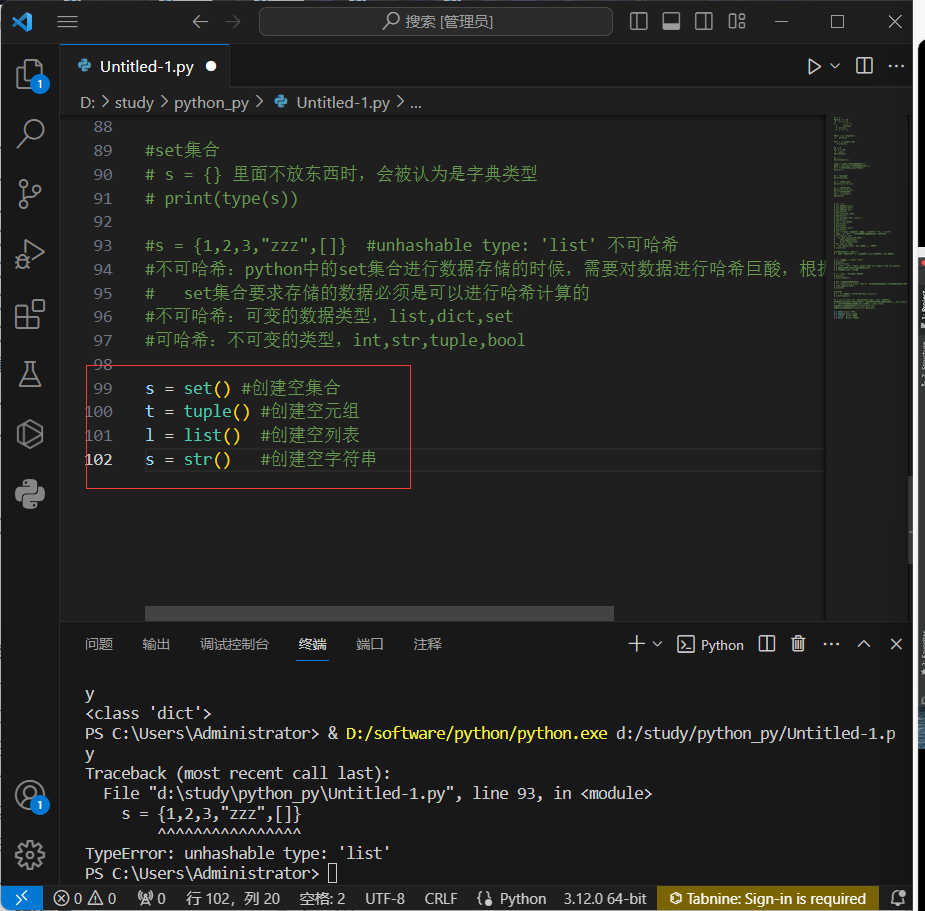 搜索 [管理员]
1
Untitled-1.py
D: > study > python_py > Untitled-1.py > ...
88
89 #set集合
90 # s = {} 里面不放东西时，会被认为是字典类型
91 # print(type(s))
92
93 #s = {1,2,3,"zzz",[]}  #unhashable type: 'list' 不可哈希
94 #不可哈希：python中的set集合进行数据存储的时候，需要对数据进行哈希巨酸，根据
95 #   set集合要求存储的数据必须是可以进行哈希计算的
96 #不可哈希：可变的数据类型，list,dict,set
97 #可哈希：不可变的类型，int,str,tuple,bool
98
99 s = set() #创建空集合
100 t = tuple() #创建空元组
101 l = list()  #创建空列表
102 s = str()   #创建空字符串
问题 输出 调试控制台 终端 端口 注释 Python
y
<class 'dict'>
PS C:\Users\Administrator> & D:/software/python/python.exe d:/study/python_py/Untitled-1.p
y
Traceback (most recent call last):
  File "d:\study\python_py\Untitled-1.py", line 93, in <module>
    s = {1,2,3,"zzz",[]}
        ^^^^^^^^^^^^^^^^
TypeError: unhashable type: 'list'
PS C:\Users\Administrator>
1
0 0 0 行 102，列 20 空格: 2 UTF-8 CRLF Python 3.12.0 64-bit Tabnine: Sign-in is required